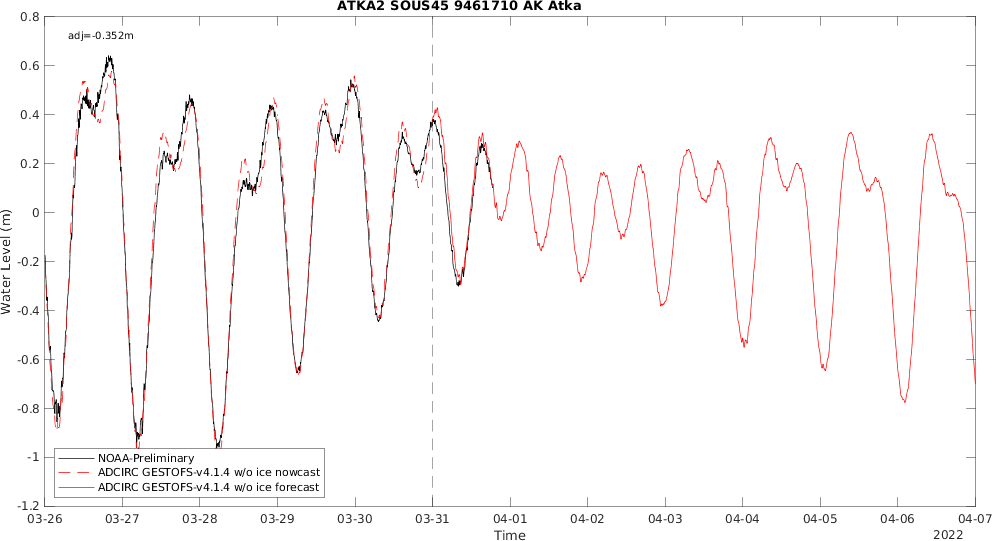 ATKA2 SOUS45 9461710 AK Atka
adj=-0.352m
0.8
0.6
0.4
0.2
0
-0.2
-0.4
-0.6
-0.8
-1
-1.2
Water Level (m)
NOAA-Preliminary
ADCIRC GESTOFS-v4.1.4 w/o ice nowcast
ADCIRC GESTOFS-v4.1.4 w/o ice forecast
03-26 03-27 03-28 03-29 03-30 03-31 04-01 04-02 04-03 04-04 04-05 04-06 04-07
Time
2022